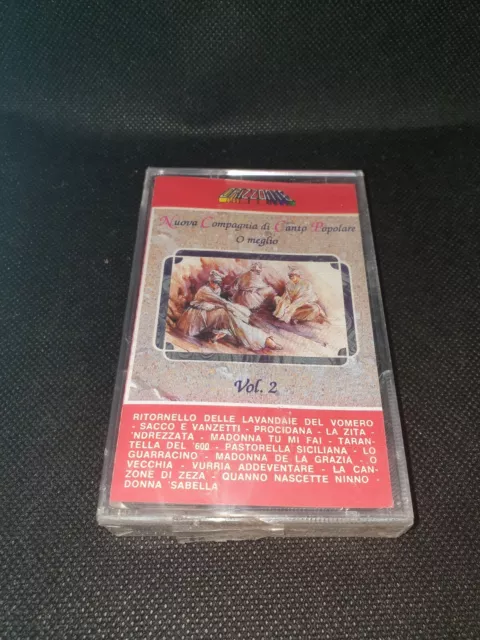 ORIZZONTE
Nuova Compagnia di Canto Popolare
O meglio
Vol. 2
RITORNELLO DELLE LAVANDAIE DEL VOMERO
- SACCO E VANZETTI - PROCIDANA - LA ZITA -
'NDREZZATA - MADONNA TU MI FAI - TARAN-
TELLA DEL '600 - PASTORELLA SICILIANA - LO
GUARRACINO - MADONNA DE LA GRAZIA - O
VECCHIA - VURRIA ADDEVENTARE - LA CAN-
ZONE DI ZEZA - QUANNO NASCETTE NINNO -
DONNA 'SABELLA